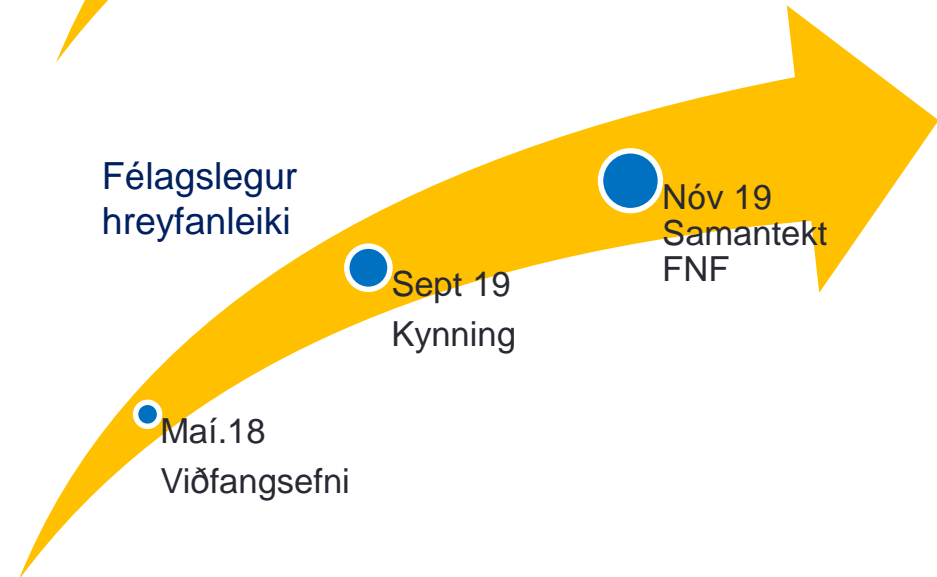 Félagslegur
hreyfanleiki
Nóv 19
Samantekt
FNF
Sept 19
Kynning
Maí.18
Viðfangsefni